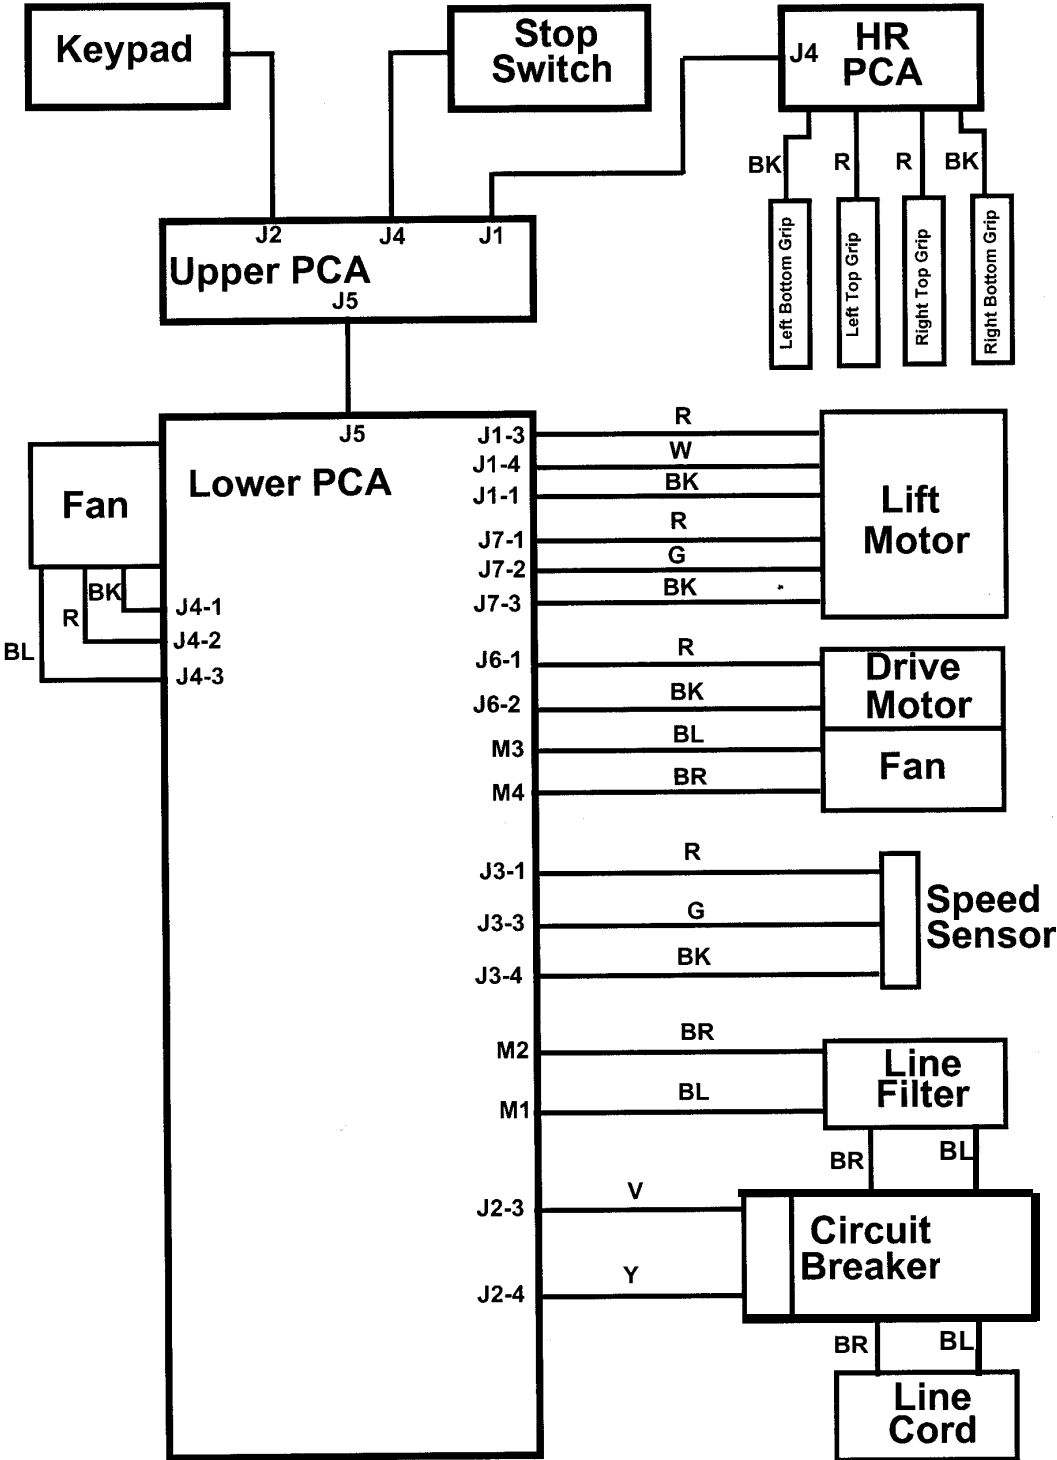 Keypad
Stop
Switch
J4
HR
PCA
BK
R
R
BK
Left Bottom Grip
Left Top Grip
Right Top Grip
Right Bottom Grip
J2
J4
J1
Upper PCA
J5
J5
Lower PCA
Fan
BK
R
BL
J4-1
J4-2
J4-3
J1-3
R
J1-4
W
J1-1
BK
J7-1
R
J7-2
G
J7-3
BK
Lift
Motor
J6-1
R
J6-2
BK
Drive
Motor
M3
BL
M4
BR
Fan
J3-1
R
J3-3
G
J3-4
BK
Speed
Sensor
M2
BR
M1
BL
Line
Filter
BR
BL
J2-3
V
J2-4
Y
Circuit
Breaker
BR
BL
Line
Cord